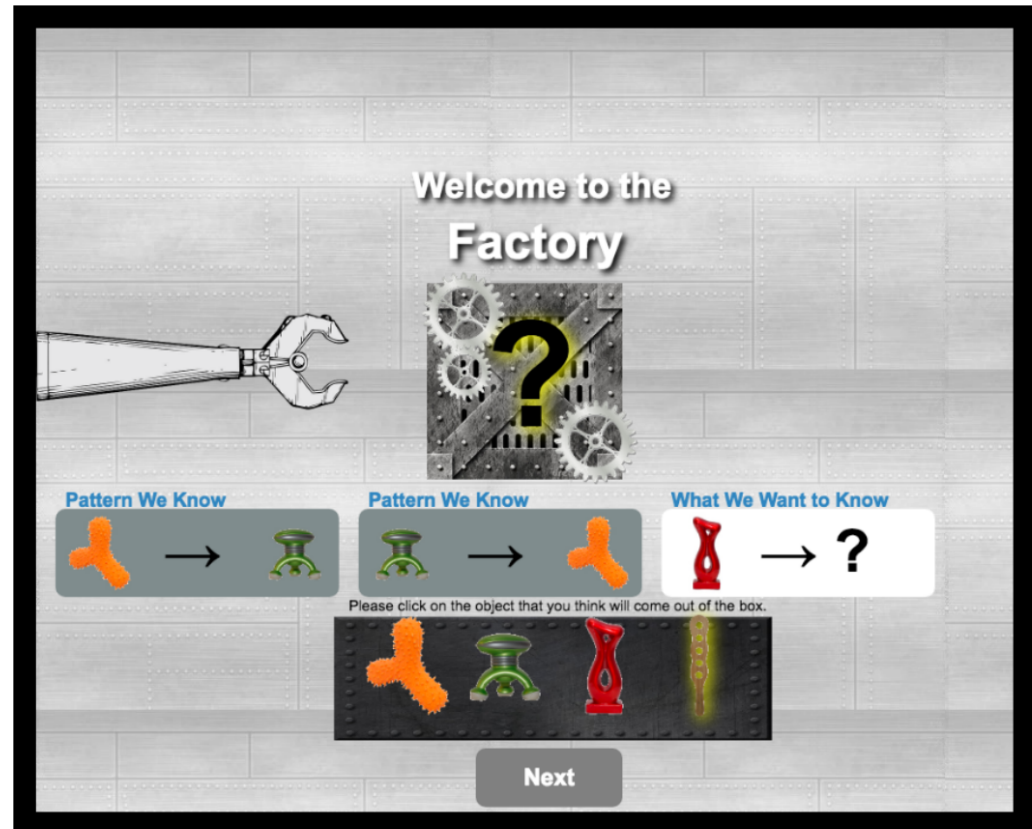 Welcome to the
Factory
?
Pattern We Know
Pattern We Know
What We Want to Know
→
→
→ ?
Please click on the object that you think will come out of the box.
Next